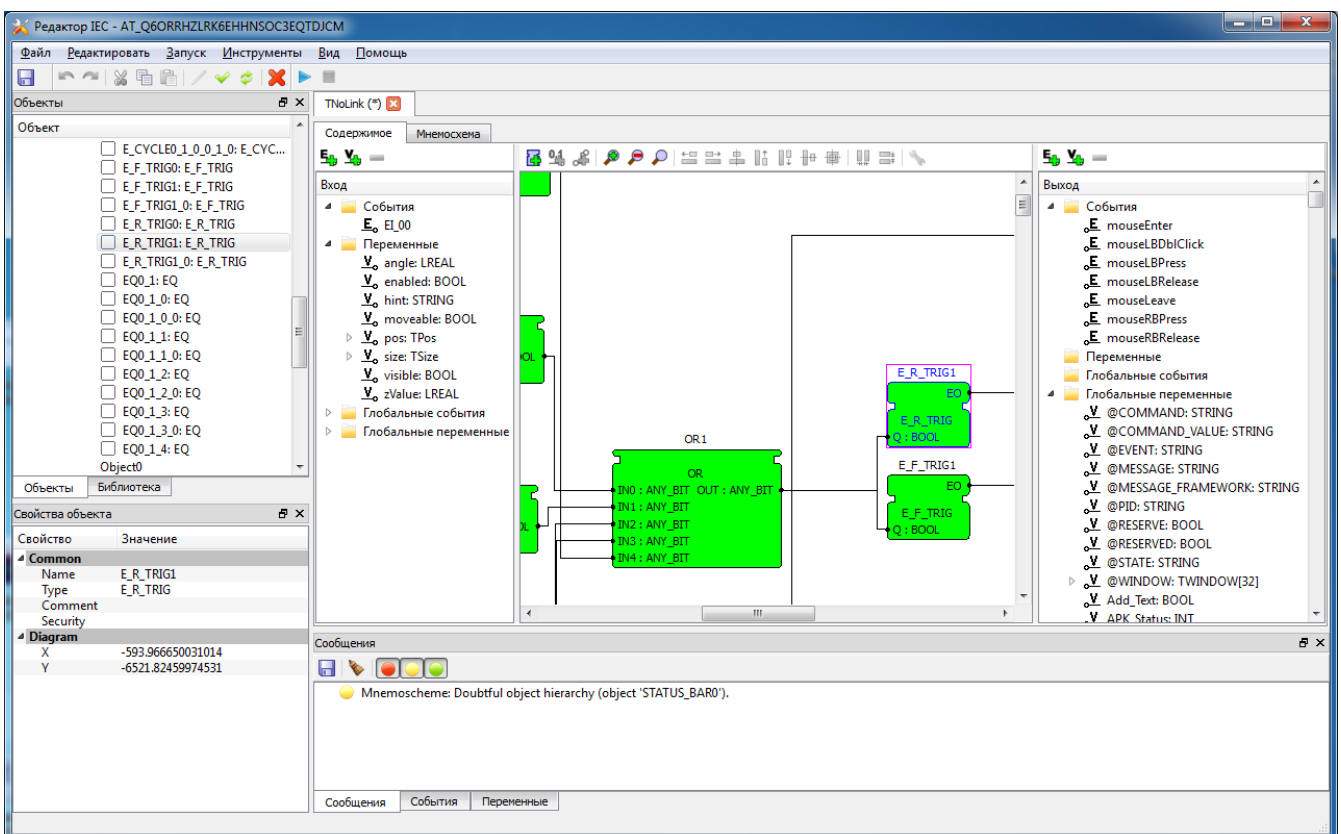 Редактор IEC - AT_Q6ORRHZLRK6EHHNSOC3EQTDJCM
Файл Редактировать Запуск Инструменты Вид Помощь
Объекты
Объект
E_CYCLE0_1_0_0_1_0: E_CYC...
E_F_TRIG0: E_F_TRIG
E_F_TRIG1: E_F_TRIG
E_F_TRIG1_0: E_F_TRIG
E_R_TRIG0: E_R_TRIG
E_R_TRIG1: E_R_TRIG
E_R_TRIG1_0: E_R_TRIG
EQ0_1: EQ
EQ0_1_0: EQ
EQ0_1_0_0: EQ
EQ0_1_1: EQ
EQ0_1_1_0: EQ
EQ0_1_2: EQ
EQ0_1_2_0: EQ
EQ0_1_3: EQ
EQ0_1_3_0: EQ
EQ0_1_4: EQ
Object0
Объекты Библиотека
Свойства объекта
Свойство Значение
Common
Name E_R_TRIG1
Type E_R_TRIG
Comment
Security
Diagram
X -593.966650031014
Y -6521.82459974531
TNoLink (*)
Содержимое Мнемосхема
Вход
События
EI_00
Переменные
angle: LREAL
enabled: BOOL
hint: STRING
moveable: BOOL
pos: TPos
size: TSize
visible: BOOL
zValue: LREAL
Глобальные события
Глобальные переменные
OR1
OR
IN0 : ANY_BIT OUT : ANY_BIT
IN1 : ANY_BIT
IN2 : ANY_BIT
IN3 : ANY_BIT
IN4 : ANY_BIT
E_R_TRIG1
EO
E_R_TRIG
Q : BOOL
E_F_TRIG1
EO
E_F_TRIG
Q : BOOL
Выход
События
mouseEnter
mouseLBDblClick
mouseLBPress
mouseLBRelease
mouseLeave
mouseRBPress
mouseRBRelease
Переменные
Глобальные события
Глобальные переменные
@COMMAND: STRING
@COMMAND_VALUE: STRING
@EVENT: STRING
@MESSAGE: STRING
@MESSAGE_FRAMEWORK: STRING
@PID: STRING
@RESERVE: BOOL
@RESERVED: BOOL
@STATE: STRING
@WINDOW: TWINDOW[32]
Add_Text: BOOL
APK_Status: INT
Сообщения
Mnemoscheme: Doubtful object hierarchy (object 'STATUS_BAR0').
Сообщения События Переменные